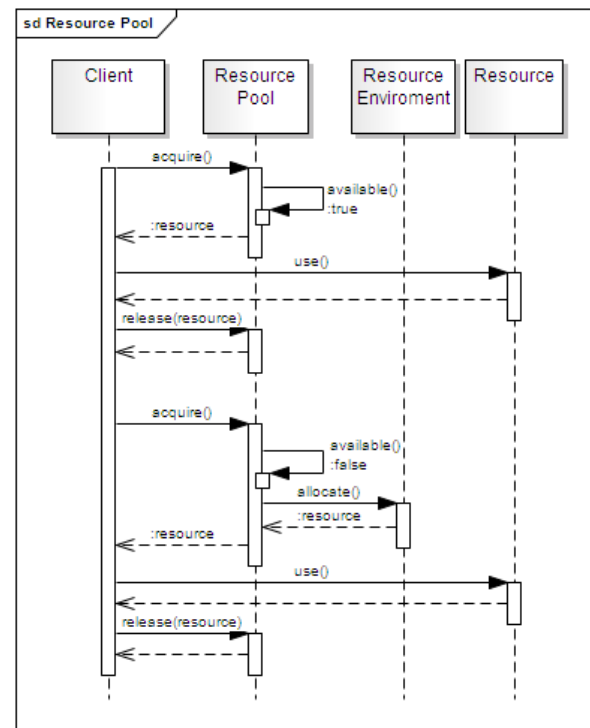 sd Resource Pool
Client
Resource
Pool
Resource
Enviroment
Resource
acquire()
available()
:true
:resource
use()
release(resource)
acquire()
available()
:false
allocate()
:resource
:resource
use()
release(resource)